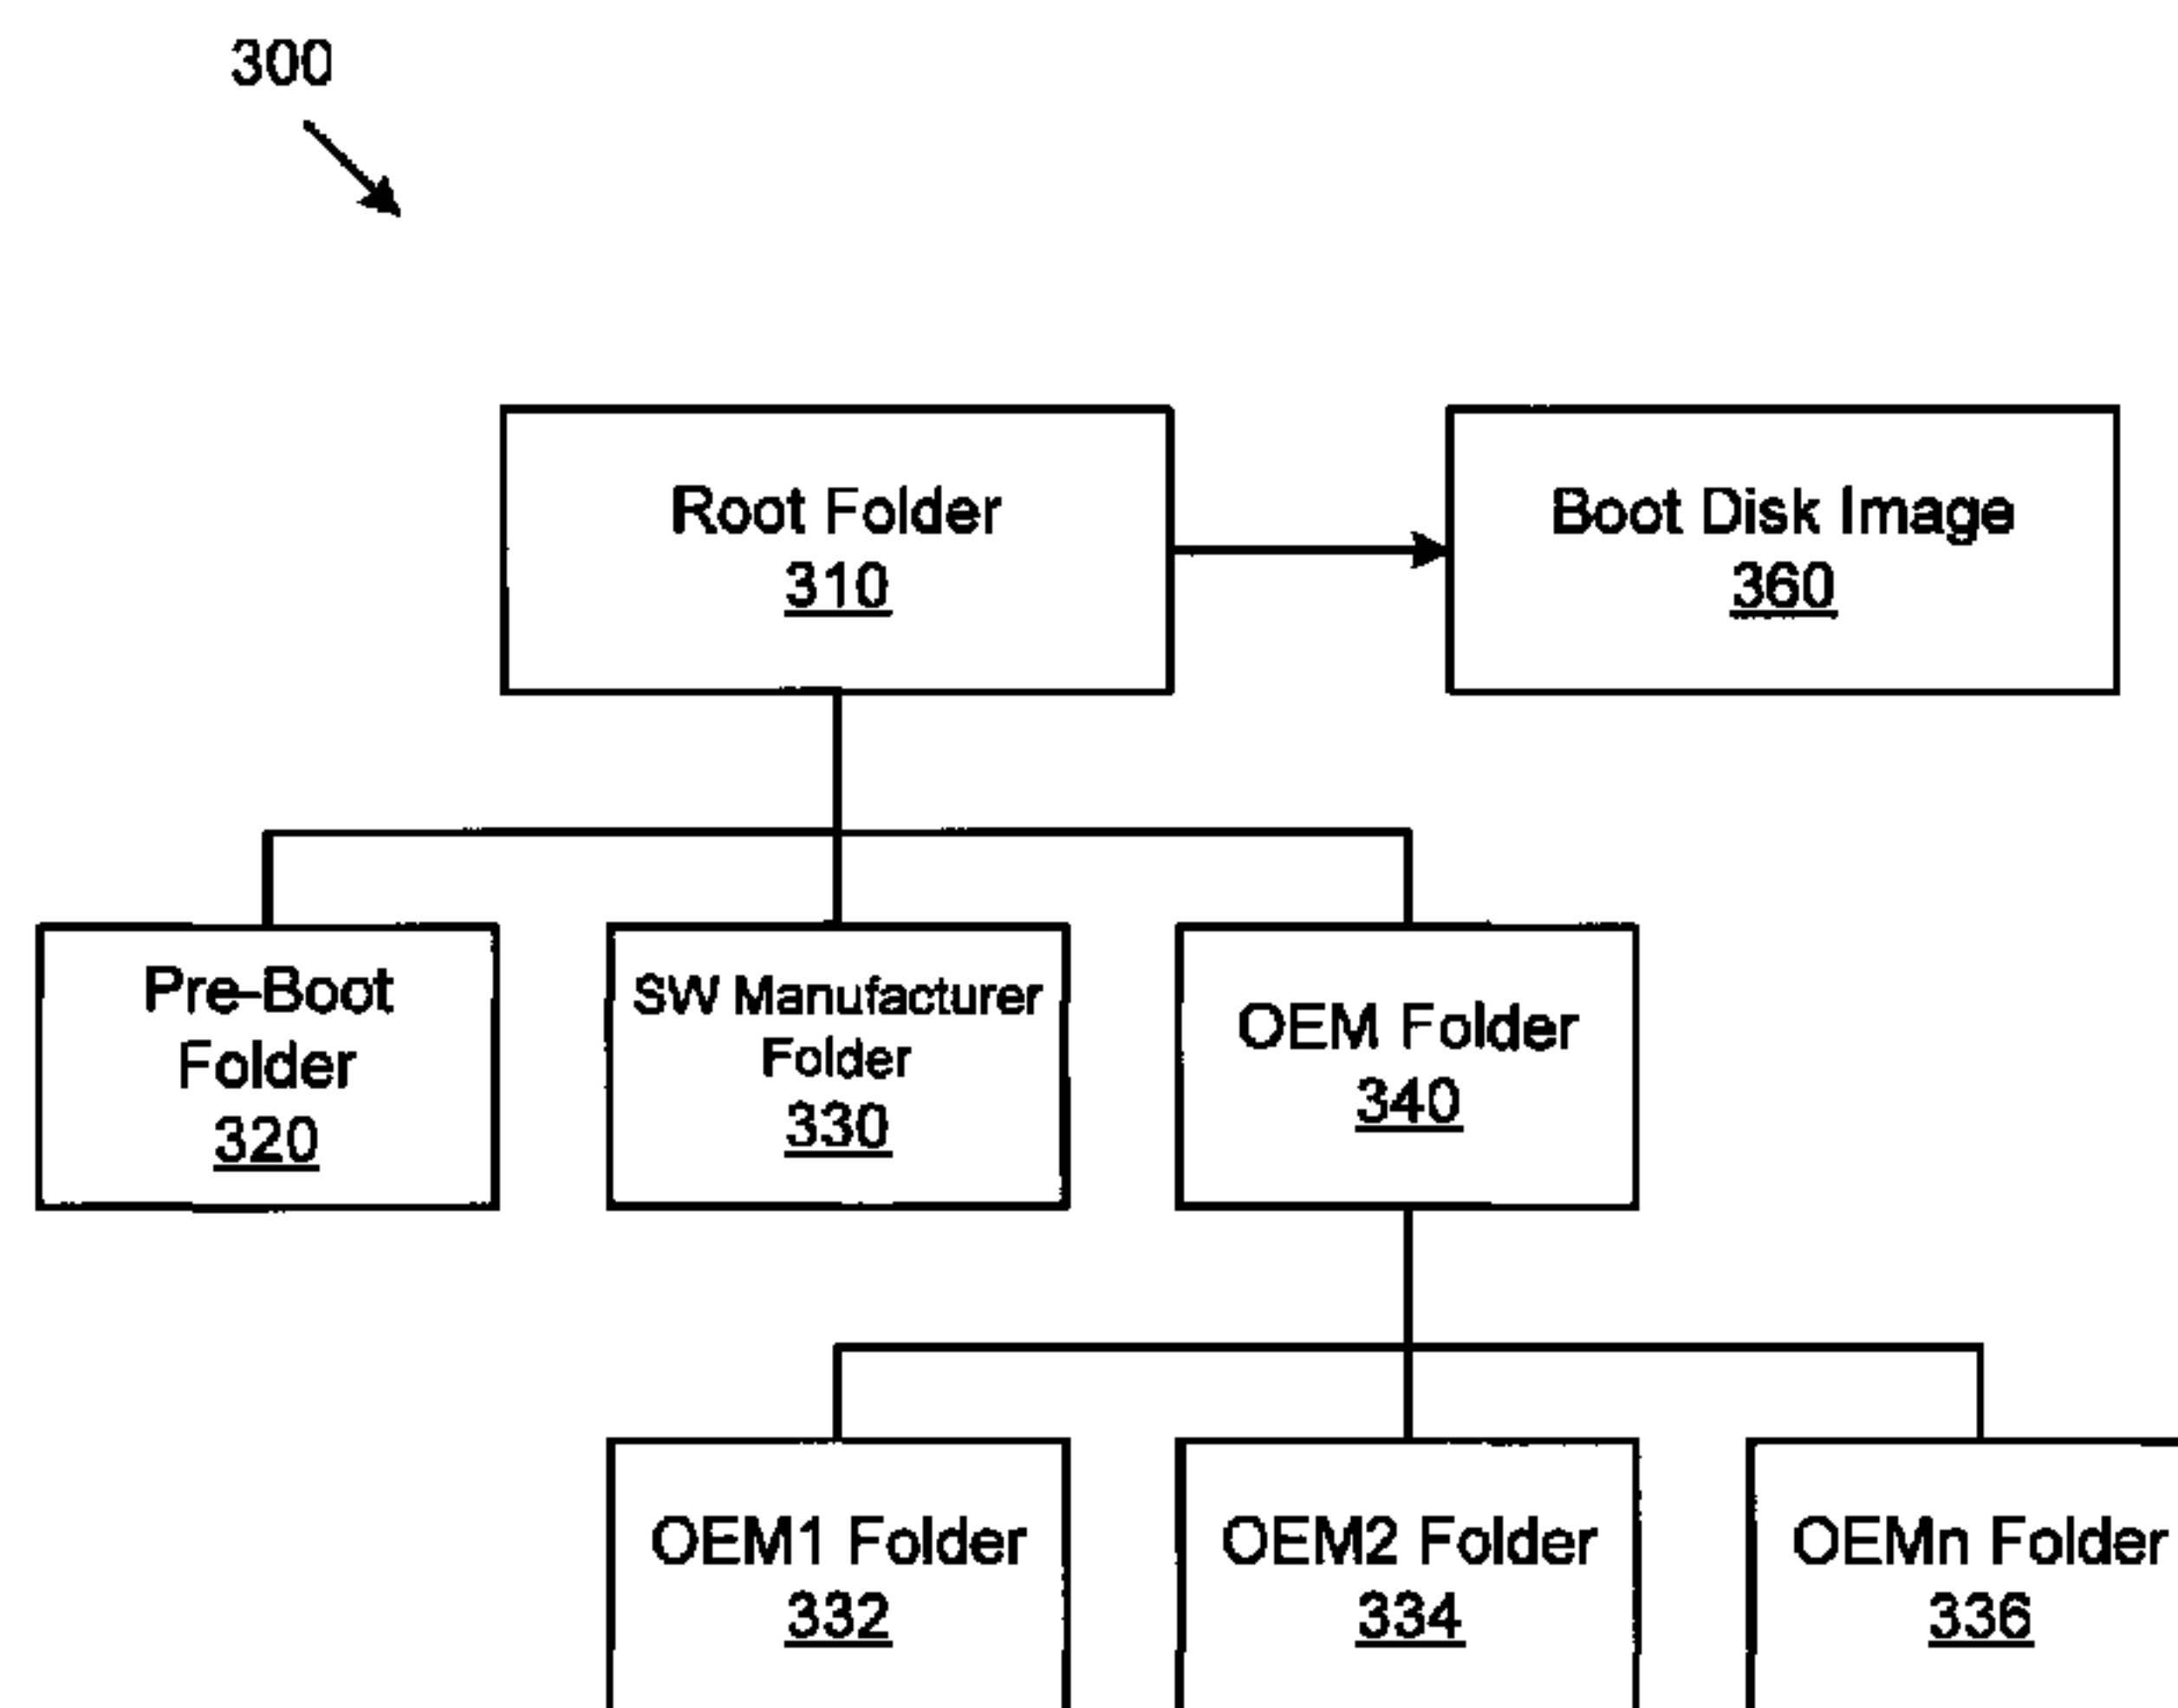 300
Root Folder
310
Boot Disk Image
360
Pre-Boot
Folder
320
SW Manufacturer
Folder
330
OEM Folder
340
OEM1 Folder
332
OEM2 Folder
334
OEMn Folder
336